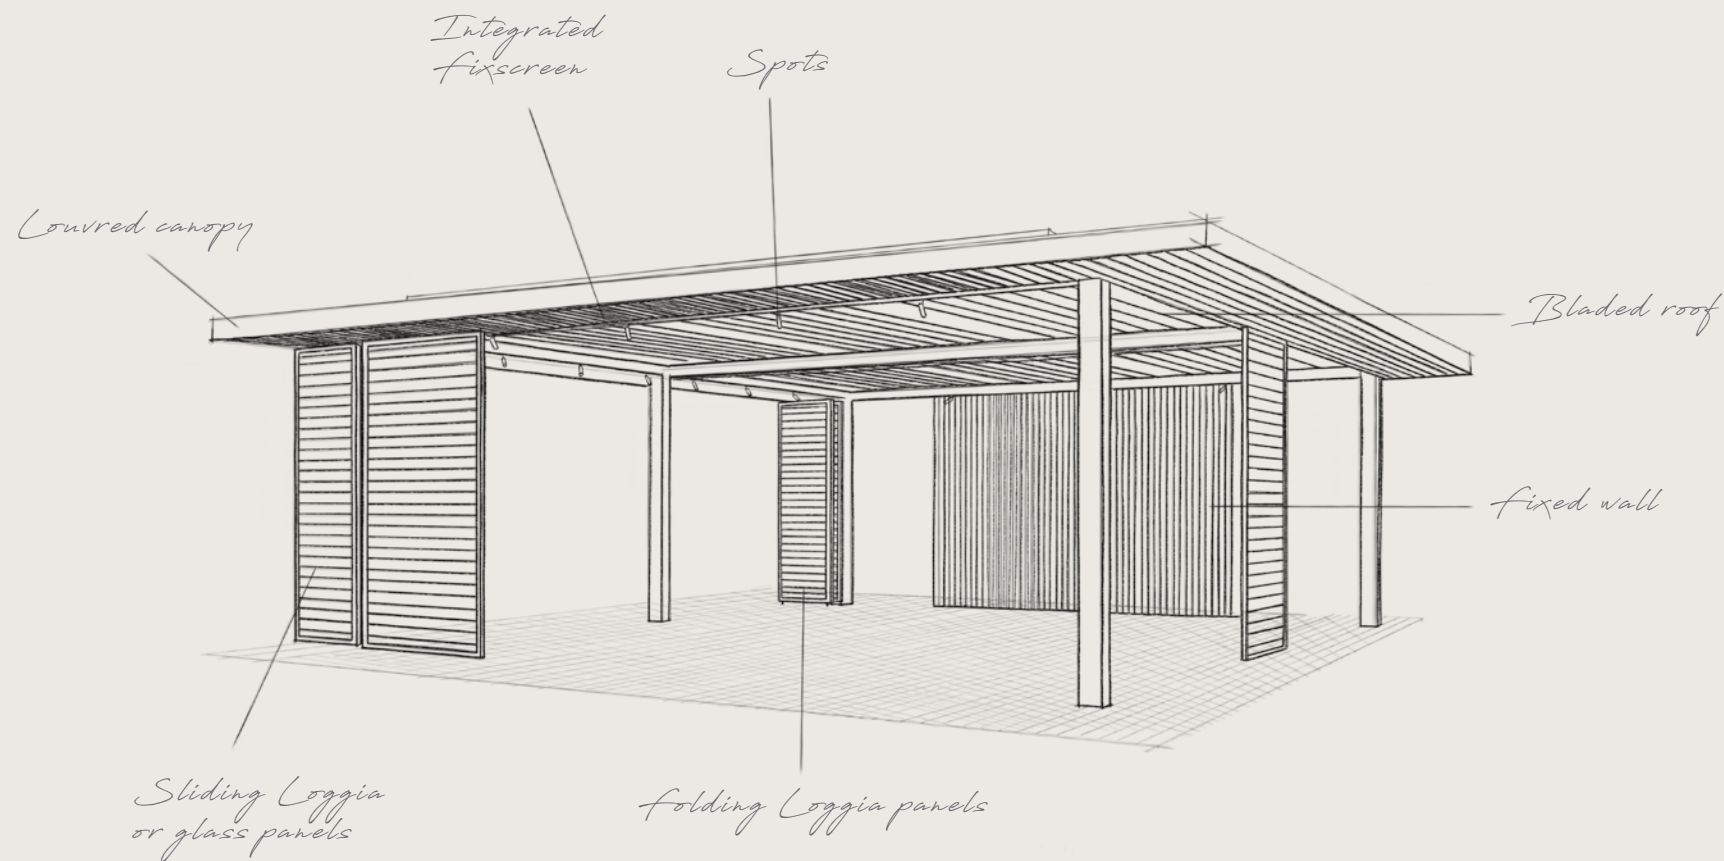 Integrated
fixscreen
Spots
Louvred canopy
Bladed roof
fixed wall
Sliding Loggia
or glass panels
folding Loggia panels